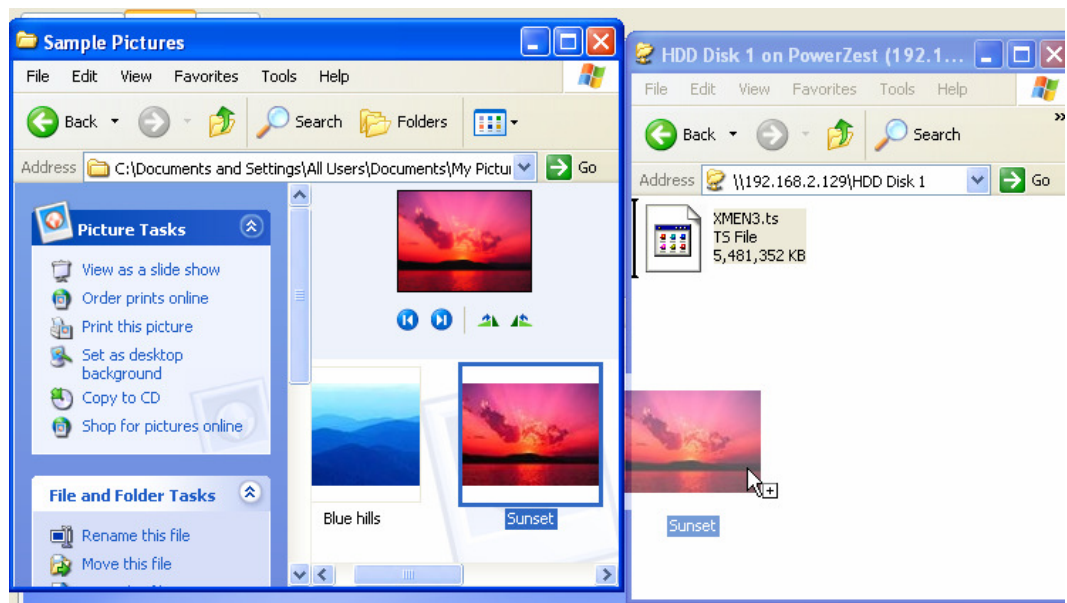 Sample Pictures
File Edit View Favorites Tools Help
Back Search Folders
Address C:\Documents and Settings\All Users\Documents\My Pictu Go
Picture Tasks
View as a slide show
Order prints online
Print this picture
Set as desktop
background
Copy to CD
Shop for pictures online
File and Folder Tasks
Rename this file
Move this file
Blue hills
Sunset
HDD Disk 1 on PowerZest (192.1...
File Edit View Favorites Tools Help
Back Search
Address \\192.168.2.129\HDD Disk 1 Go
XMEN3.ts
TS File
5,481,352 KB
Sunset